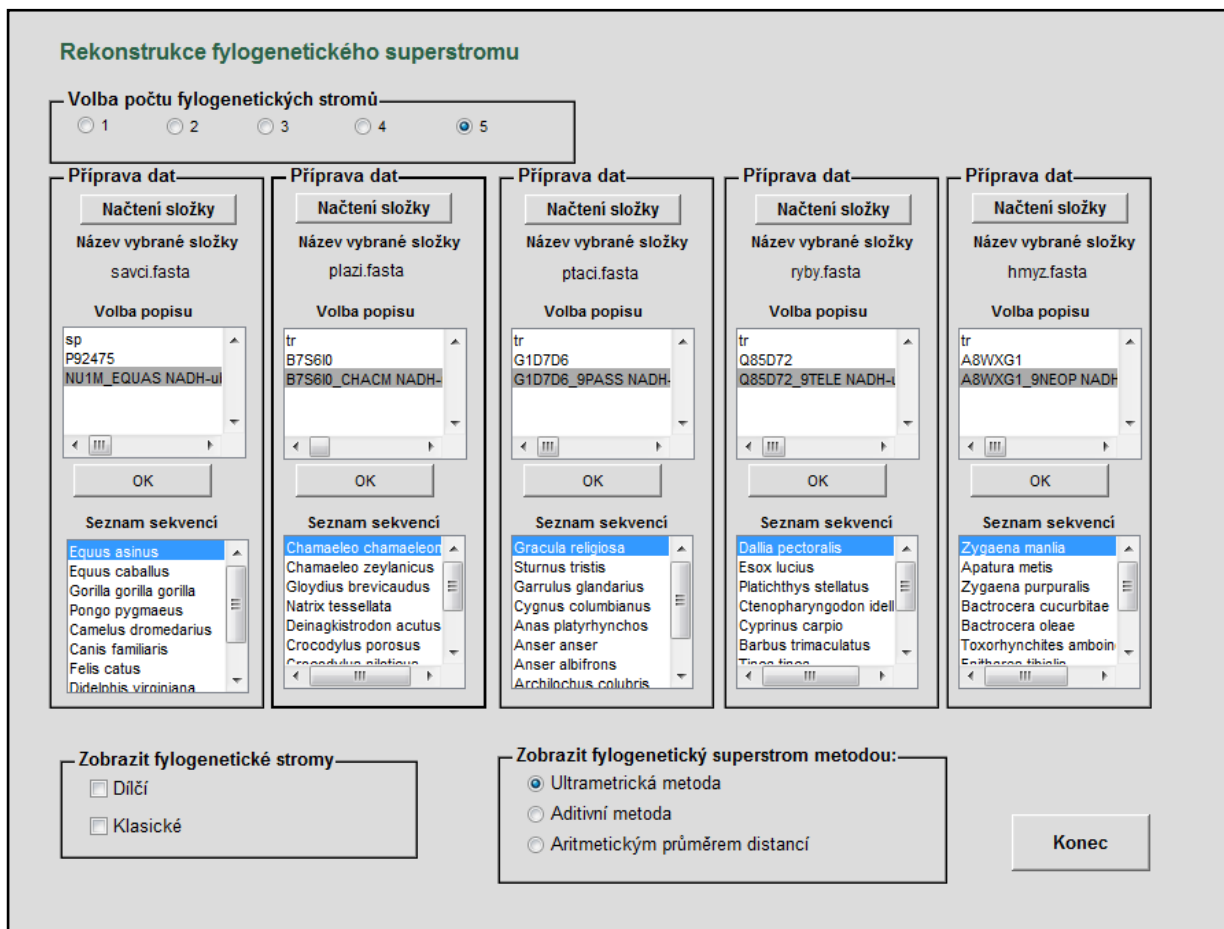 Rekonstrukce fylogenetického superstromu
Volba počtu fylogenetických stromů
1 2 3 4 5
Příprava dat
Načtení složky
Název vybrané složky
savci.fasta
Volba popisu
sp
P92475
NU1M_EQUAS NADH-ul
OK
Seznam sekvencí
Equus asinus
Equus caballus
Gorilla gorilla gorilla
Pongo pygmaeus
Camelus dromedarius
Canis familiaris
Felis catus
Didelphis virginiana
Příprava dat
Načtení složky
Název vybrané složky
plazi.fasta
Volba popisu
tr
B7S6I0
B7S6I0_CHACM NADH-
OK
Seznam sekvencí
Chamaeleo chamaeleon
Chamaeleo zeylanicus
Gloydius brevicaudus
Natrix tessellata
Deinagkistrodon acutus
Crocodylus porosus
Crocodylus niloticus
Příprava dat
Načtení složky
Název vybrané složky
ptaci.fasta
Volba popisu
tr
G1D7D6
G1D7D6_9PASS NADH-
OK
Seznam sekvencí
Gracula religiosa
Sturnus tristis
Garrulus glandarius
Cygnus columbianus
Anas platyrhynchos
Anser anser
Anser albifrons
Archilochus colubris
Příprava dat
Načtení složky
Název vybrané složky
ryby.fasta
Volba popisu
tr
Q85D72
Q85D72_9TELE NADH-u
OK
Seznam sekvencí
Dallia pectoralis
Esox lucius
Platichthys stellatus
Ctenopharyngodon idell
Cyprinus carpio
Barbus trimaculatus
Tinca tinca
Příprava dat
Načtení složky
Název vybrané složky
hmyz.fasta
Volba popisu
tr
A8WXG1
A8WXG1_9NEOP NADH
OK
Seznam sekvencí
Zygaena manlia
Apatura metis
Zygaena purpuralis
Bactrocera cucurbitae
Bactrocera oleae
Toxorhynchites amboin
Zobrazit fylogenetické stromy
Dílčí
Klasické
Zobrazit fylogenetický superstrom metodou:
Ultrametrická metoda
Aditivní metoda
Aritmetickým průměrem distancí
Konec